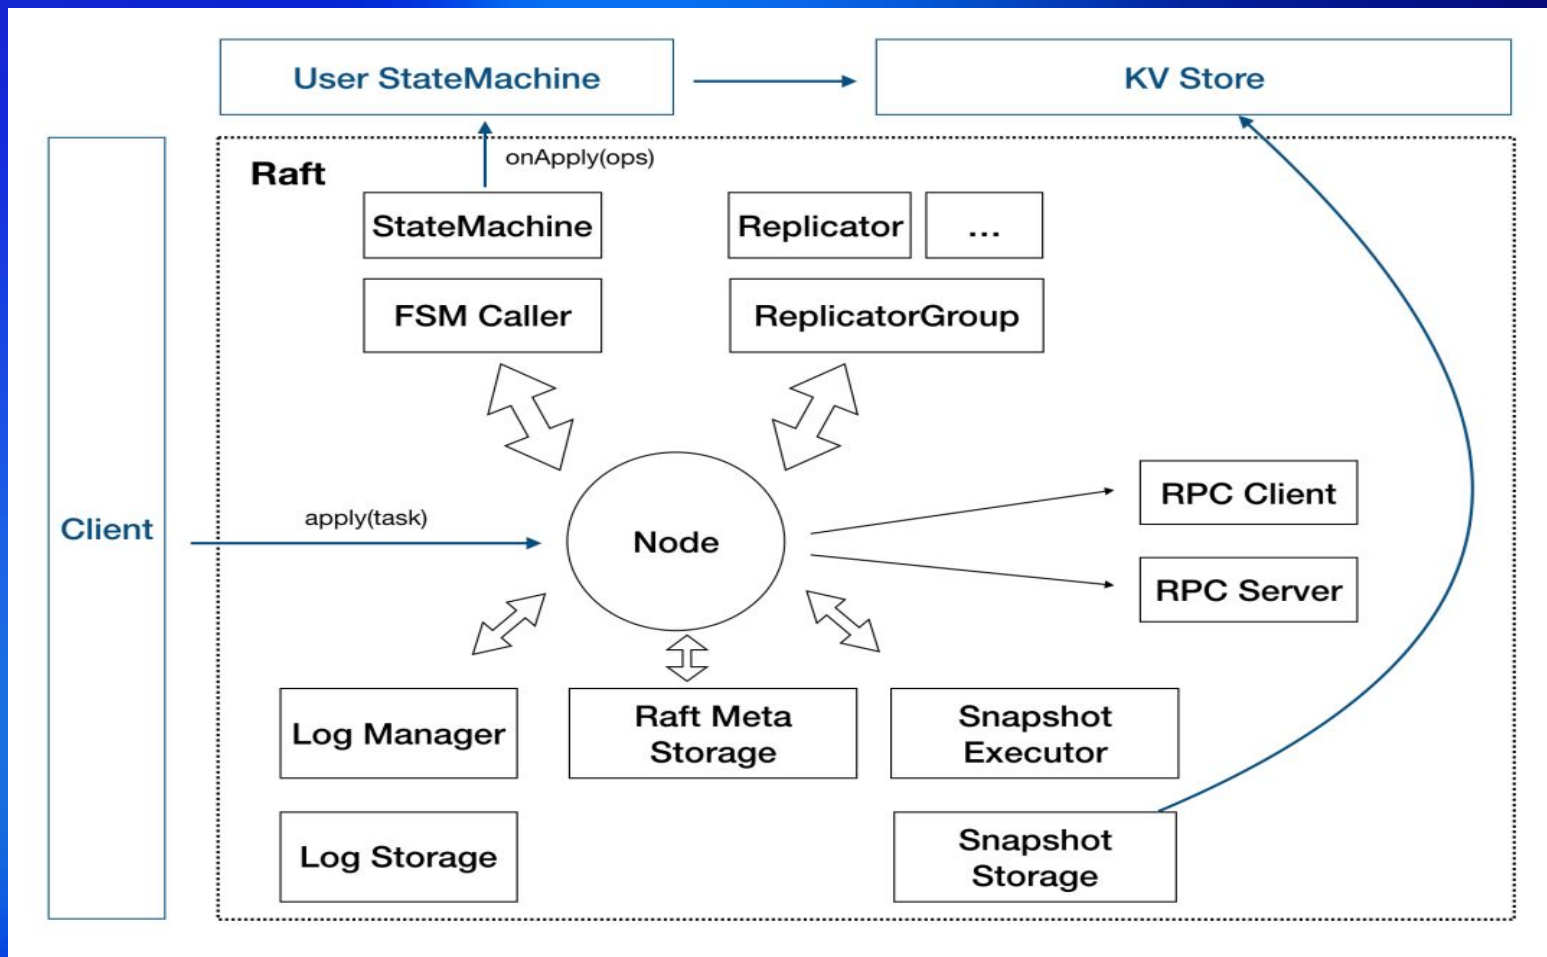 User StateMachine
KV Store
Raft
onApply(ops)
StateMachine
Replicator
...
FSM Caller
ReplicatorGroup
Client
apply(task)
Node
RPC Client
RPC Server
Log Manager
Raft Meta
Storage
Snapshot
Executor
Log Storage
Snapshot
Storage